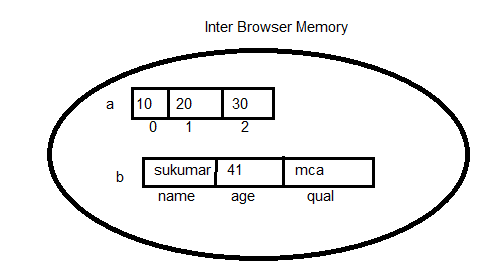 Inter Browser Memory
a 10 20 30
0 1 2
b sukumar 41 mca
name age qual